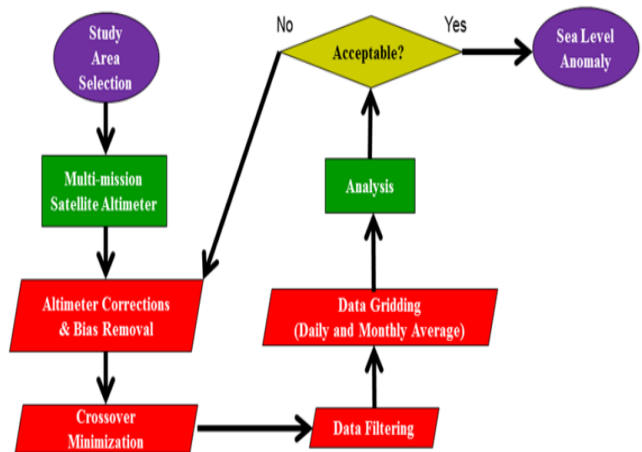 Study
Area
Selection
Multi-mission
Satellite Altimeter
Altimeter Corrections
& Bias Removal
Crossover
Minimization
Data Filtering
Data Gridding
(Daily and Monthly Average)
Analysis
Acceptable?
No
Yes
Sea Level
Anomaly